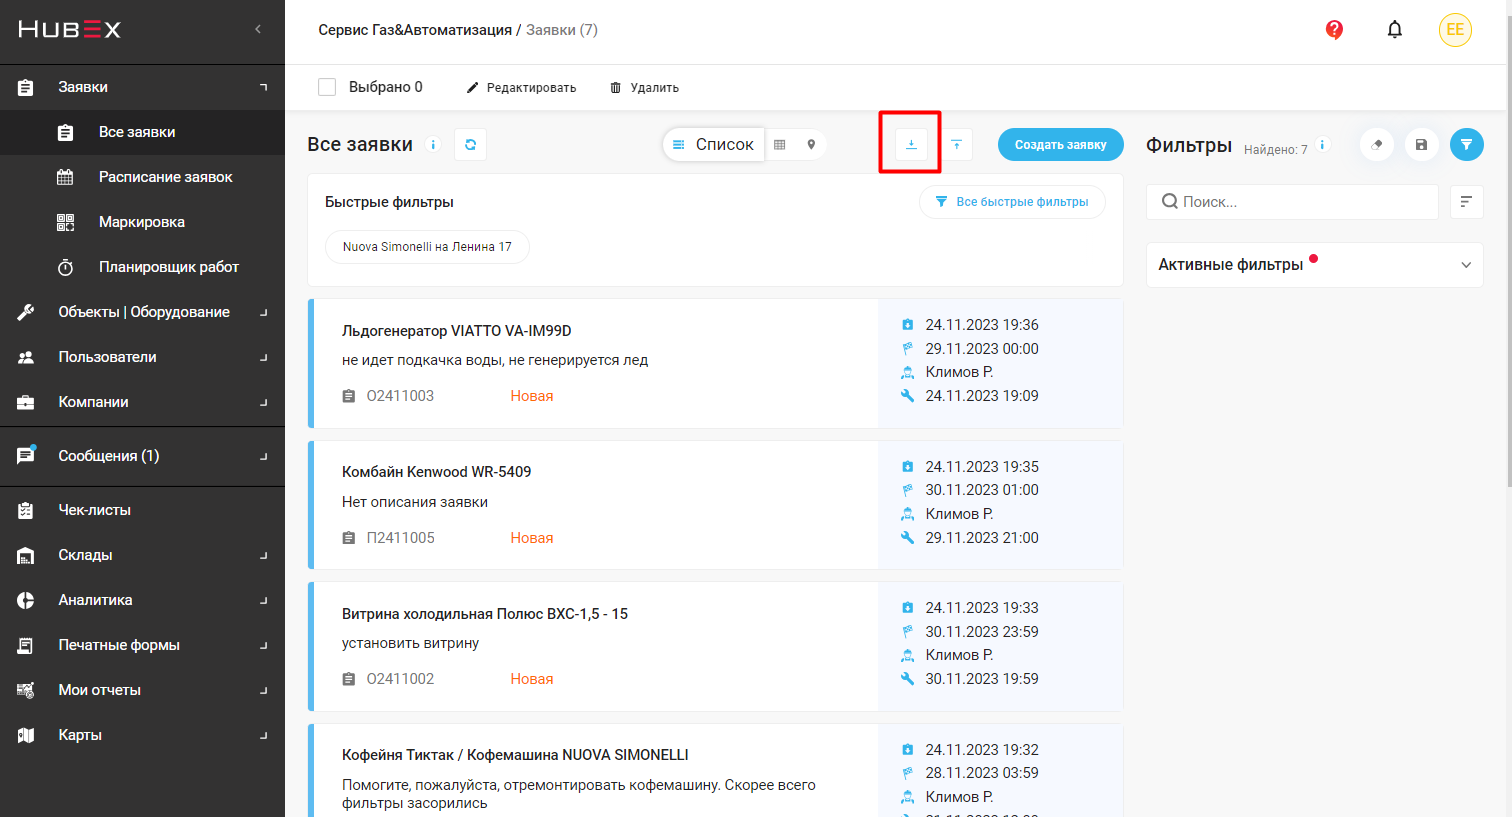 HUBEX
Сервис Газ&Автоматизация / Заявки (7)
EE
Заявки
Все заявки
Расписание заявок
Маркировка
Планировщик работ
Объекты | Оборудование
Пользователи
Компании
Сообщения (1)
Чек-листы
Склады
Аналитика
Печатные формы
Мои отчеты
Карты
Выбрано 0
Редактировать
Удалить
Все заявки
Список
Создать заявку
Быстрые фильтры
Все быстрые фильтры
Nuova Simonelli на Ленина 17
Льдогенератор VIATTO VA-IM99D
не идет подкачка воды, не генерируется лед
О2411003 Новая
24.11.2023 19:36
29.11.2023 00:00
Климов Р.
24.11.2023 19:09
Комбайн Kenwood WR-5409
Нет описания заявки
П2411005 Новая
24.11.2023 19:35
30.11.2023 01:00
Климов Р.
29.11.2023 21:00
Витрина холодильная Полюс ВХС-1,5 - 15
установить витрину
О2411002 Новая
24.11.2023 19:33
30.11.2023 23:59
Климов Р.
30.11.2023 19:59
Кофейня Тиктак / Кофемашина NUOVA SIMONELLI
Помогите, пожалуйста, отремонтировать кофемашину. Скорее всего
фильтры засорились
24.11.2023 19:32
28.11.2023 03:59
Климов Р.
Фильтры Найдено: 7
Поиск...
Активные фильтры